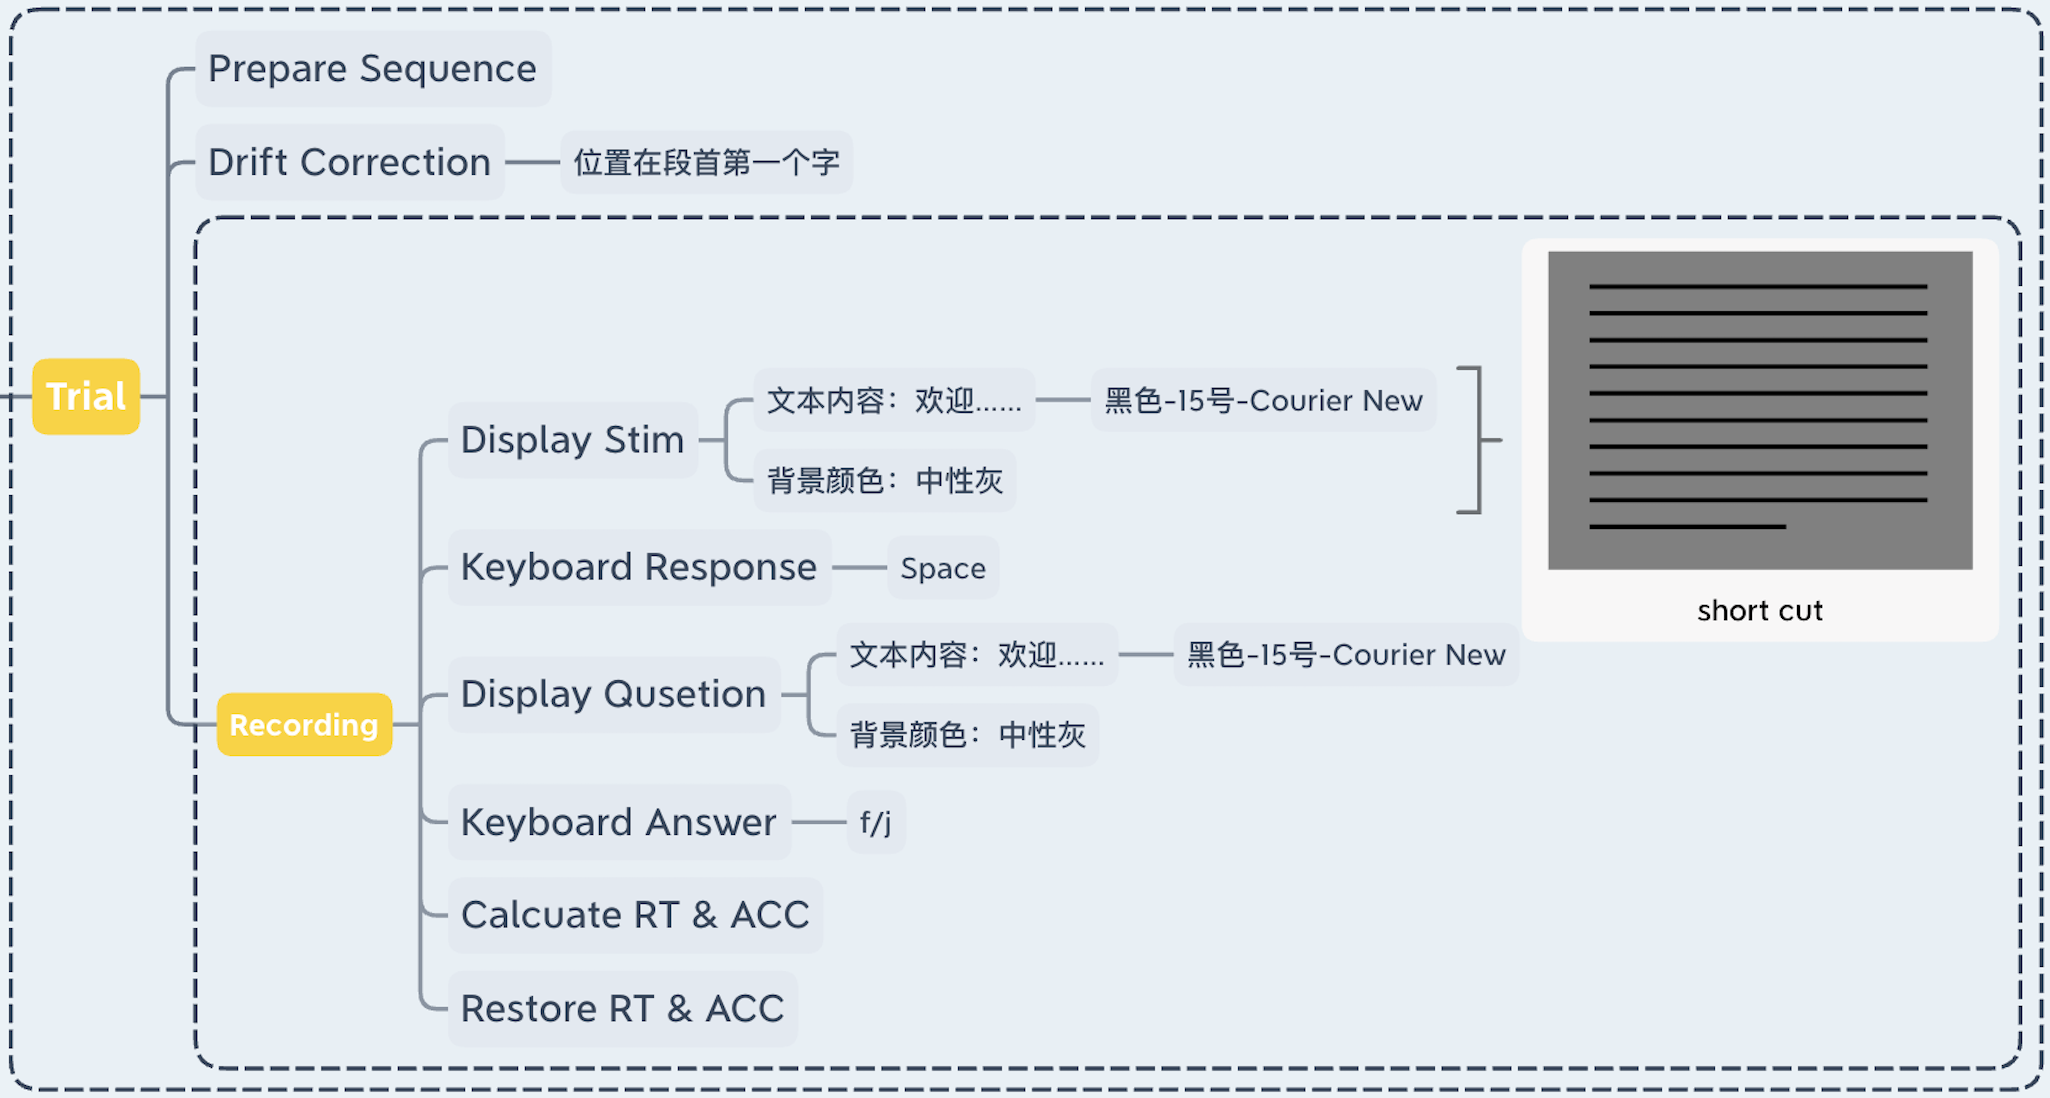 Prepare Sequence
Drift Correction
位置在段首第一个字
Trial
Recording
Display Stim
文本内容：欢迎......
黑色-15号-Courier New
背景颜色：中性灰
short cut
Keyboard Response
Space
Display Qusetion
文本内容：欢迎......
黑色-15号-Courier New
背景颜色：中性灰
Keyboard Answer
f/j
Calcuate RT & ACC
Restore RT & ACC